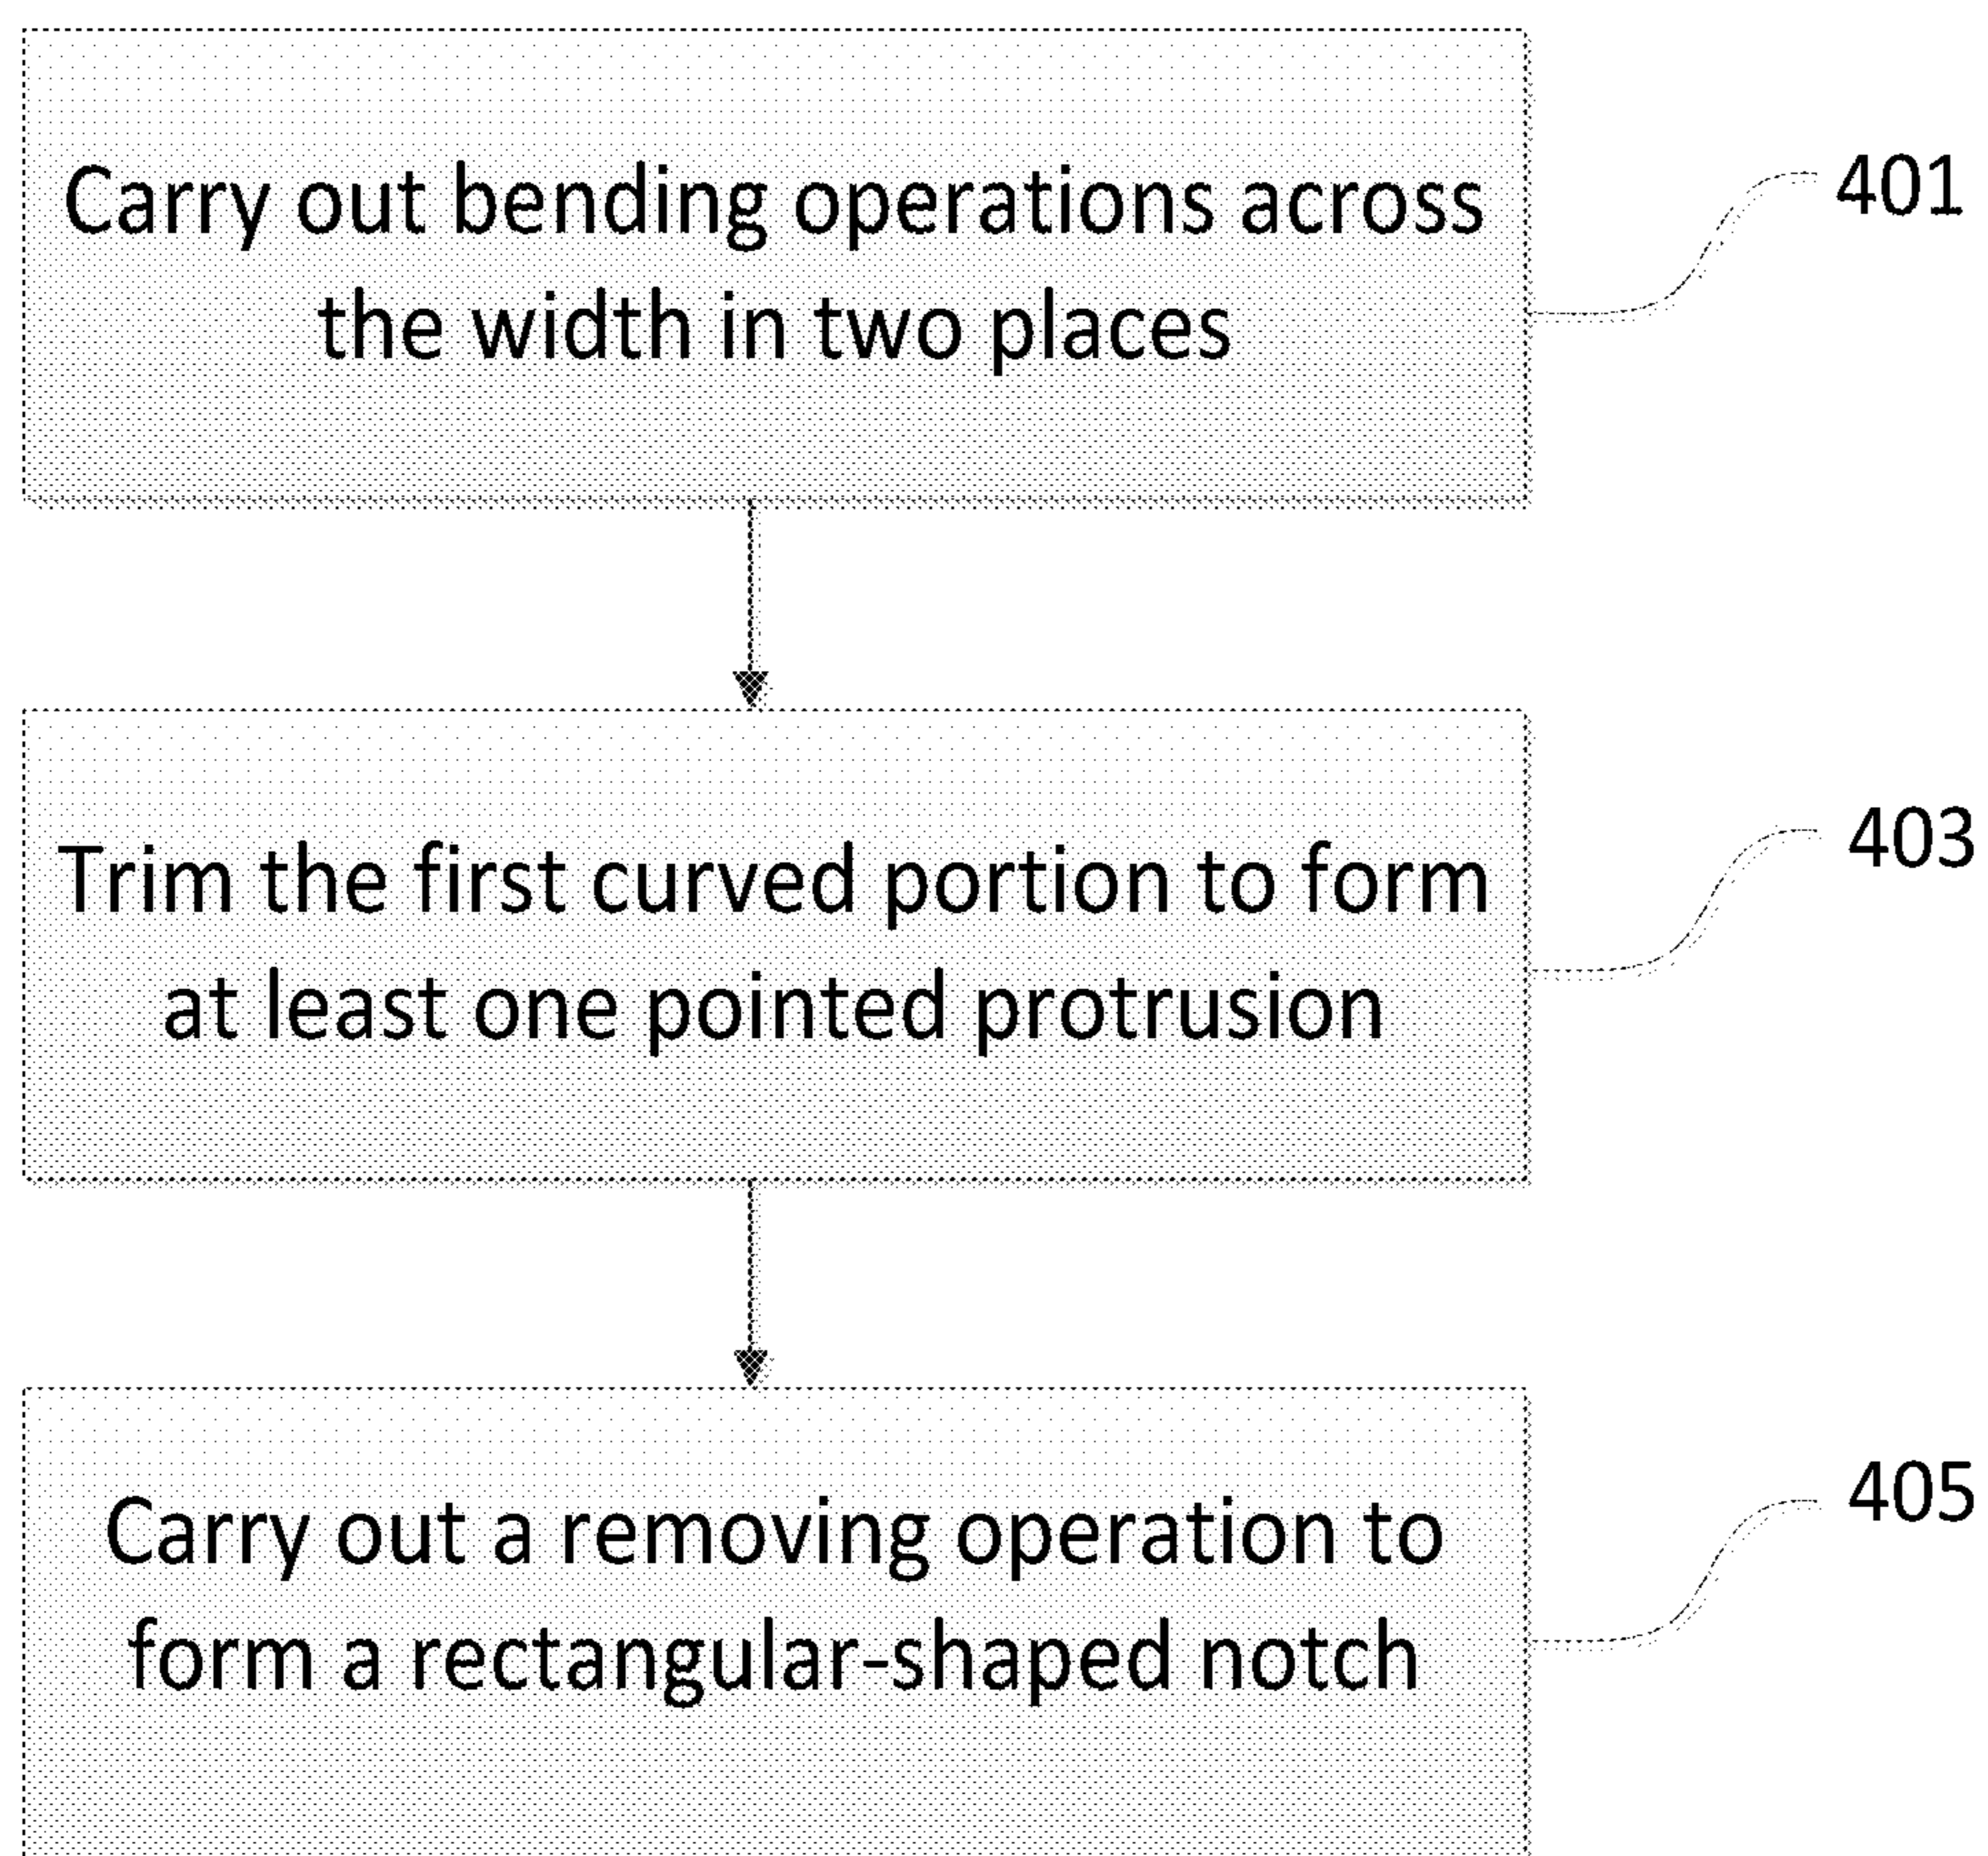 Carry out bending operations across
the width in two places
401
Trim the first curved portion to form
at least one pointed protrusion
403
Carry out a removing operation to
form a rectangular-shaped notch
405